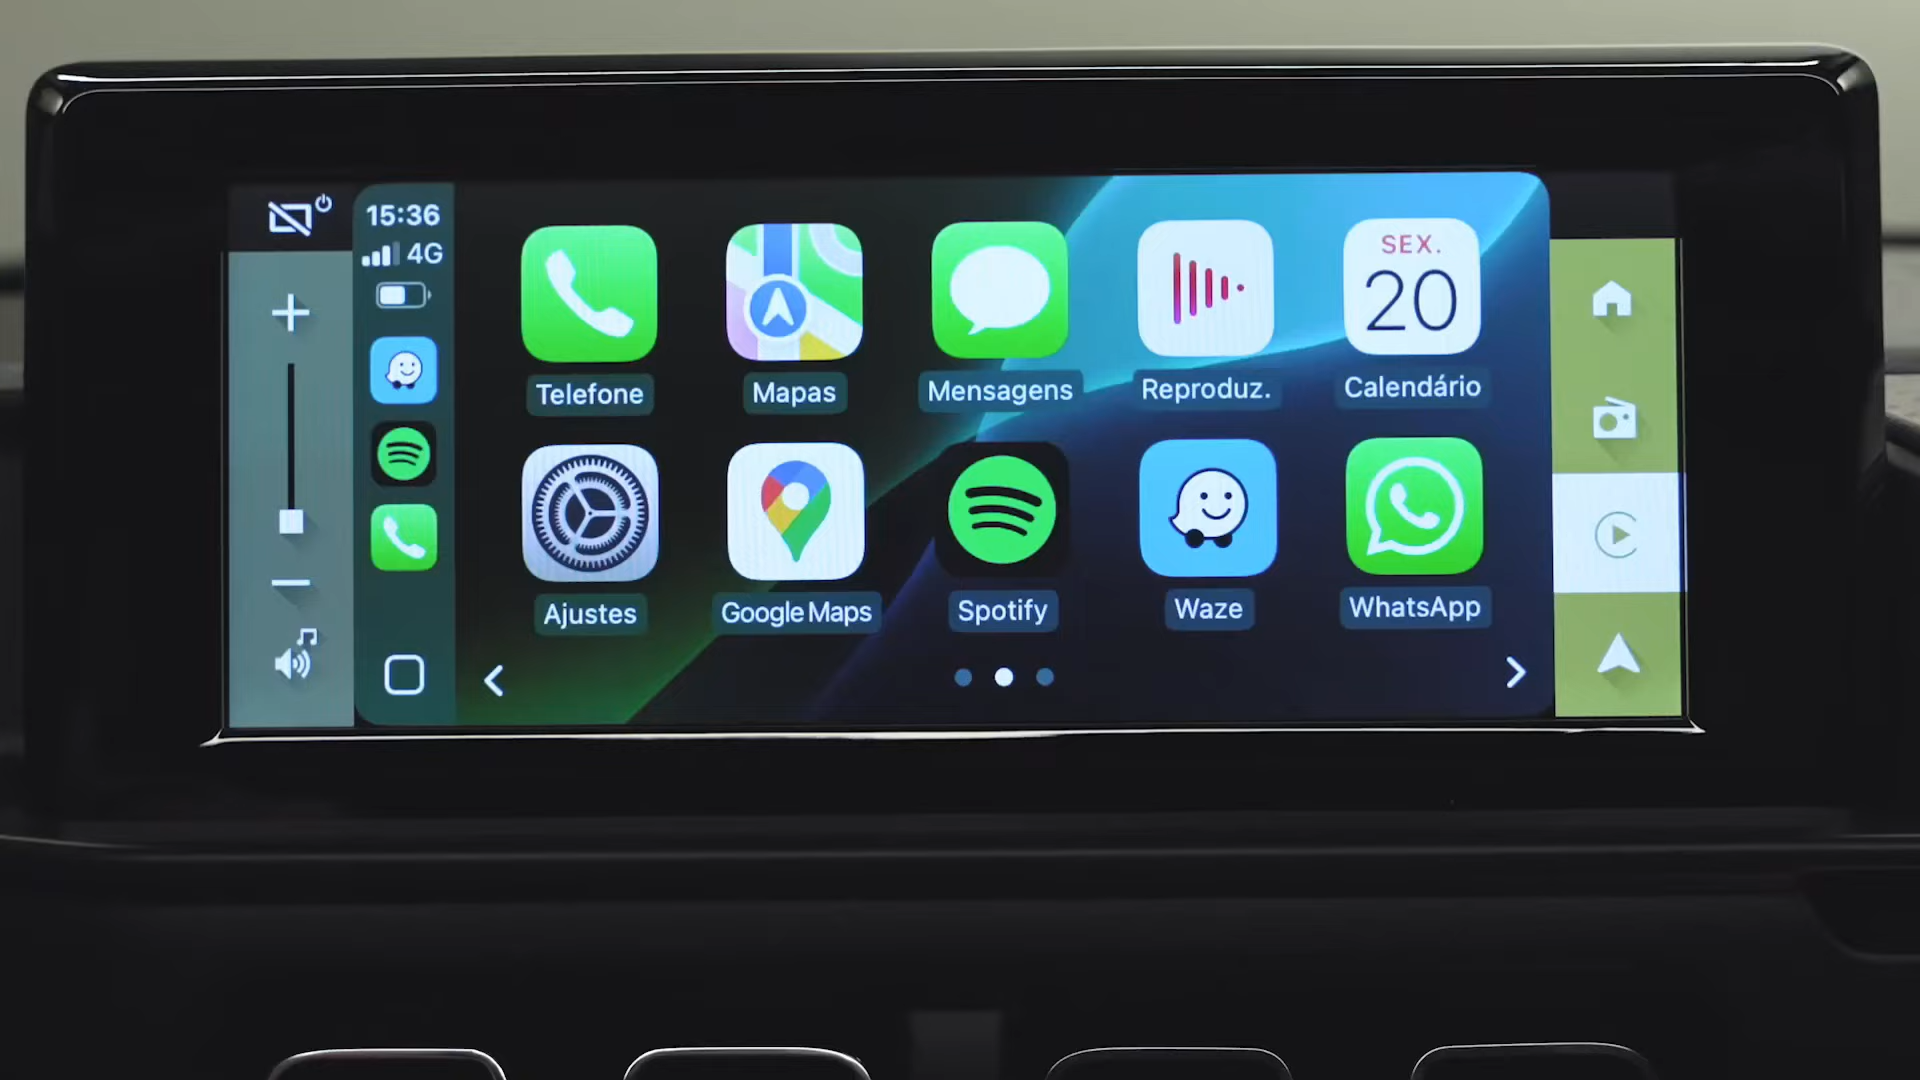 15:36
4G
SEX.
20
Telefone
Mapas
Mensagens
Reproduz.
Calendário
Ajustes
Google Maps
Spotify
Waze
WhatsApp